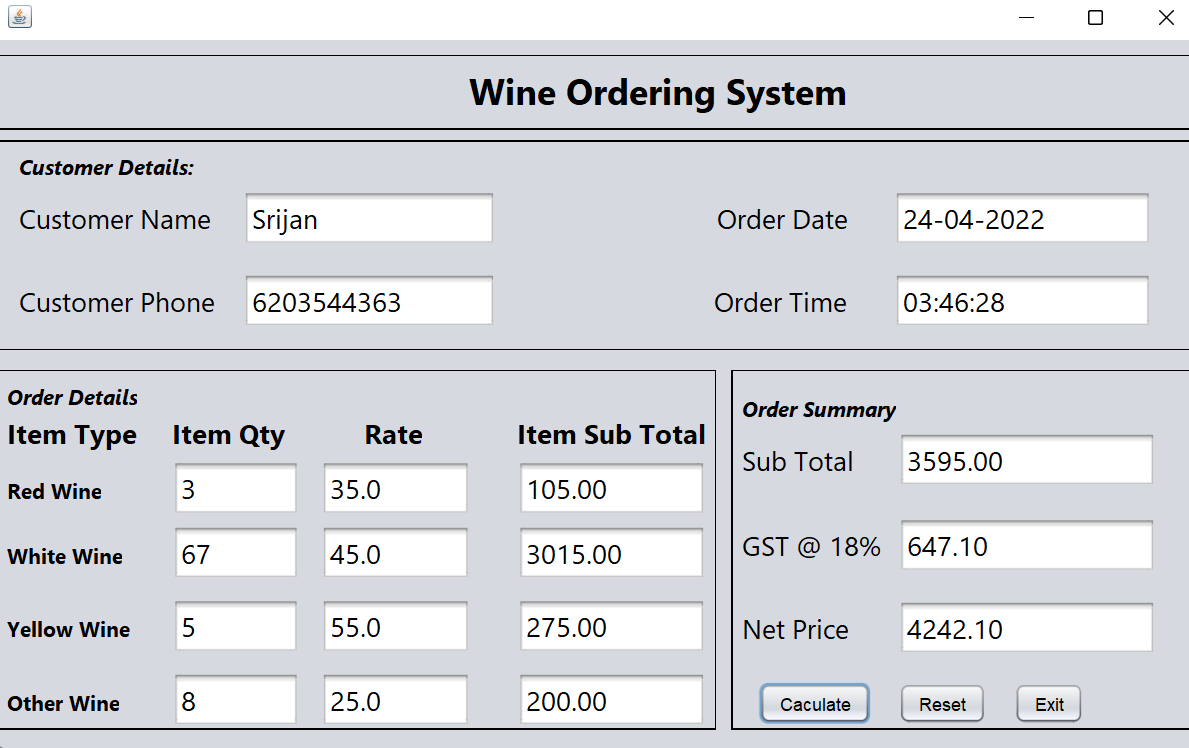 Wine Ordering System
Customer Details:
Customer Name Srijan Order Date 24-04-2022
Customer Phone 6203544363 Order Time 03:46:28
Order Details
Item Type Item Qty Rate Item Sub Total
Red Wine 3 35.0 105.00
White Wine 67 45.0 3015.00
Yellow Wine 5 55.0 275.00
Other Wine 8 25.0 200.00
Order Summary
Sub Total 3595.00
GST @ 18% 647.10
Net Price 4242.10
Caculate Reset Exit